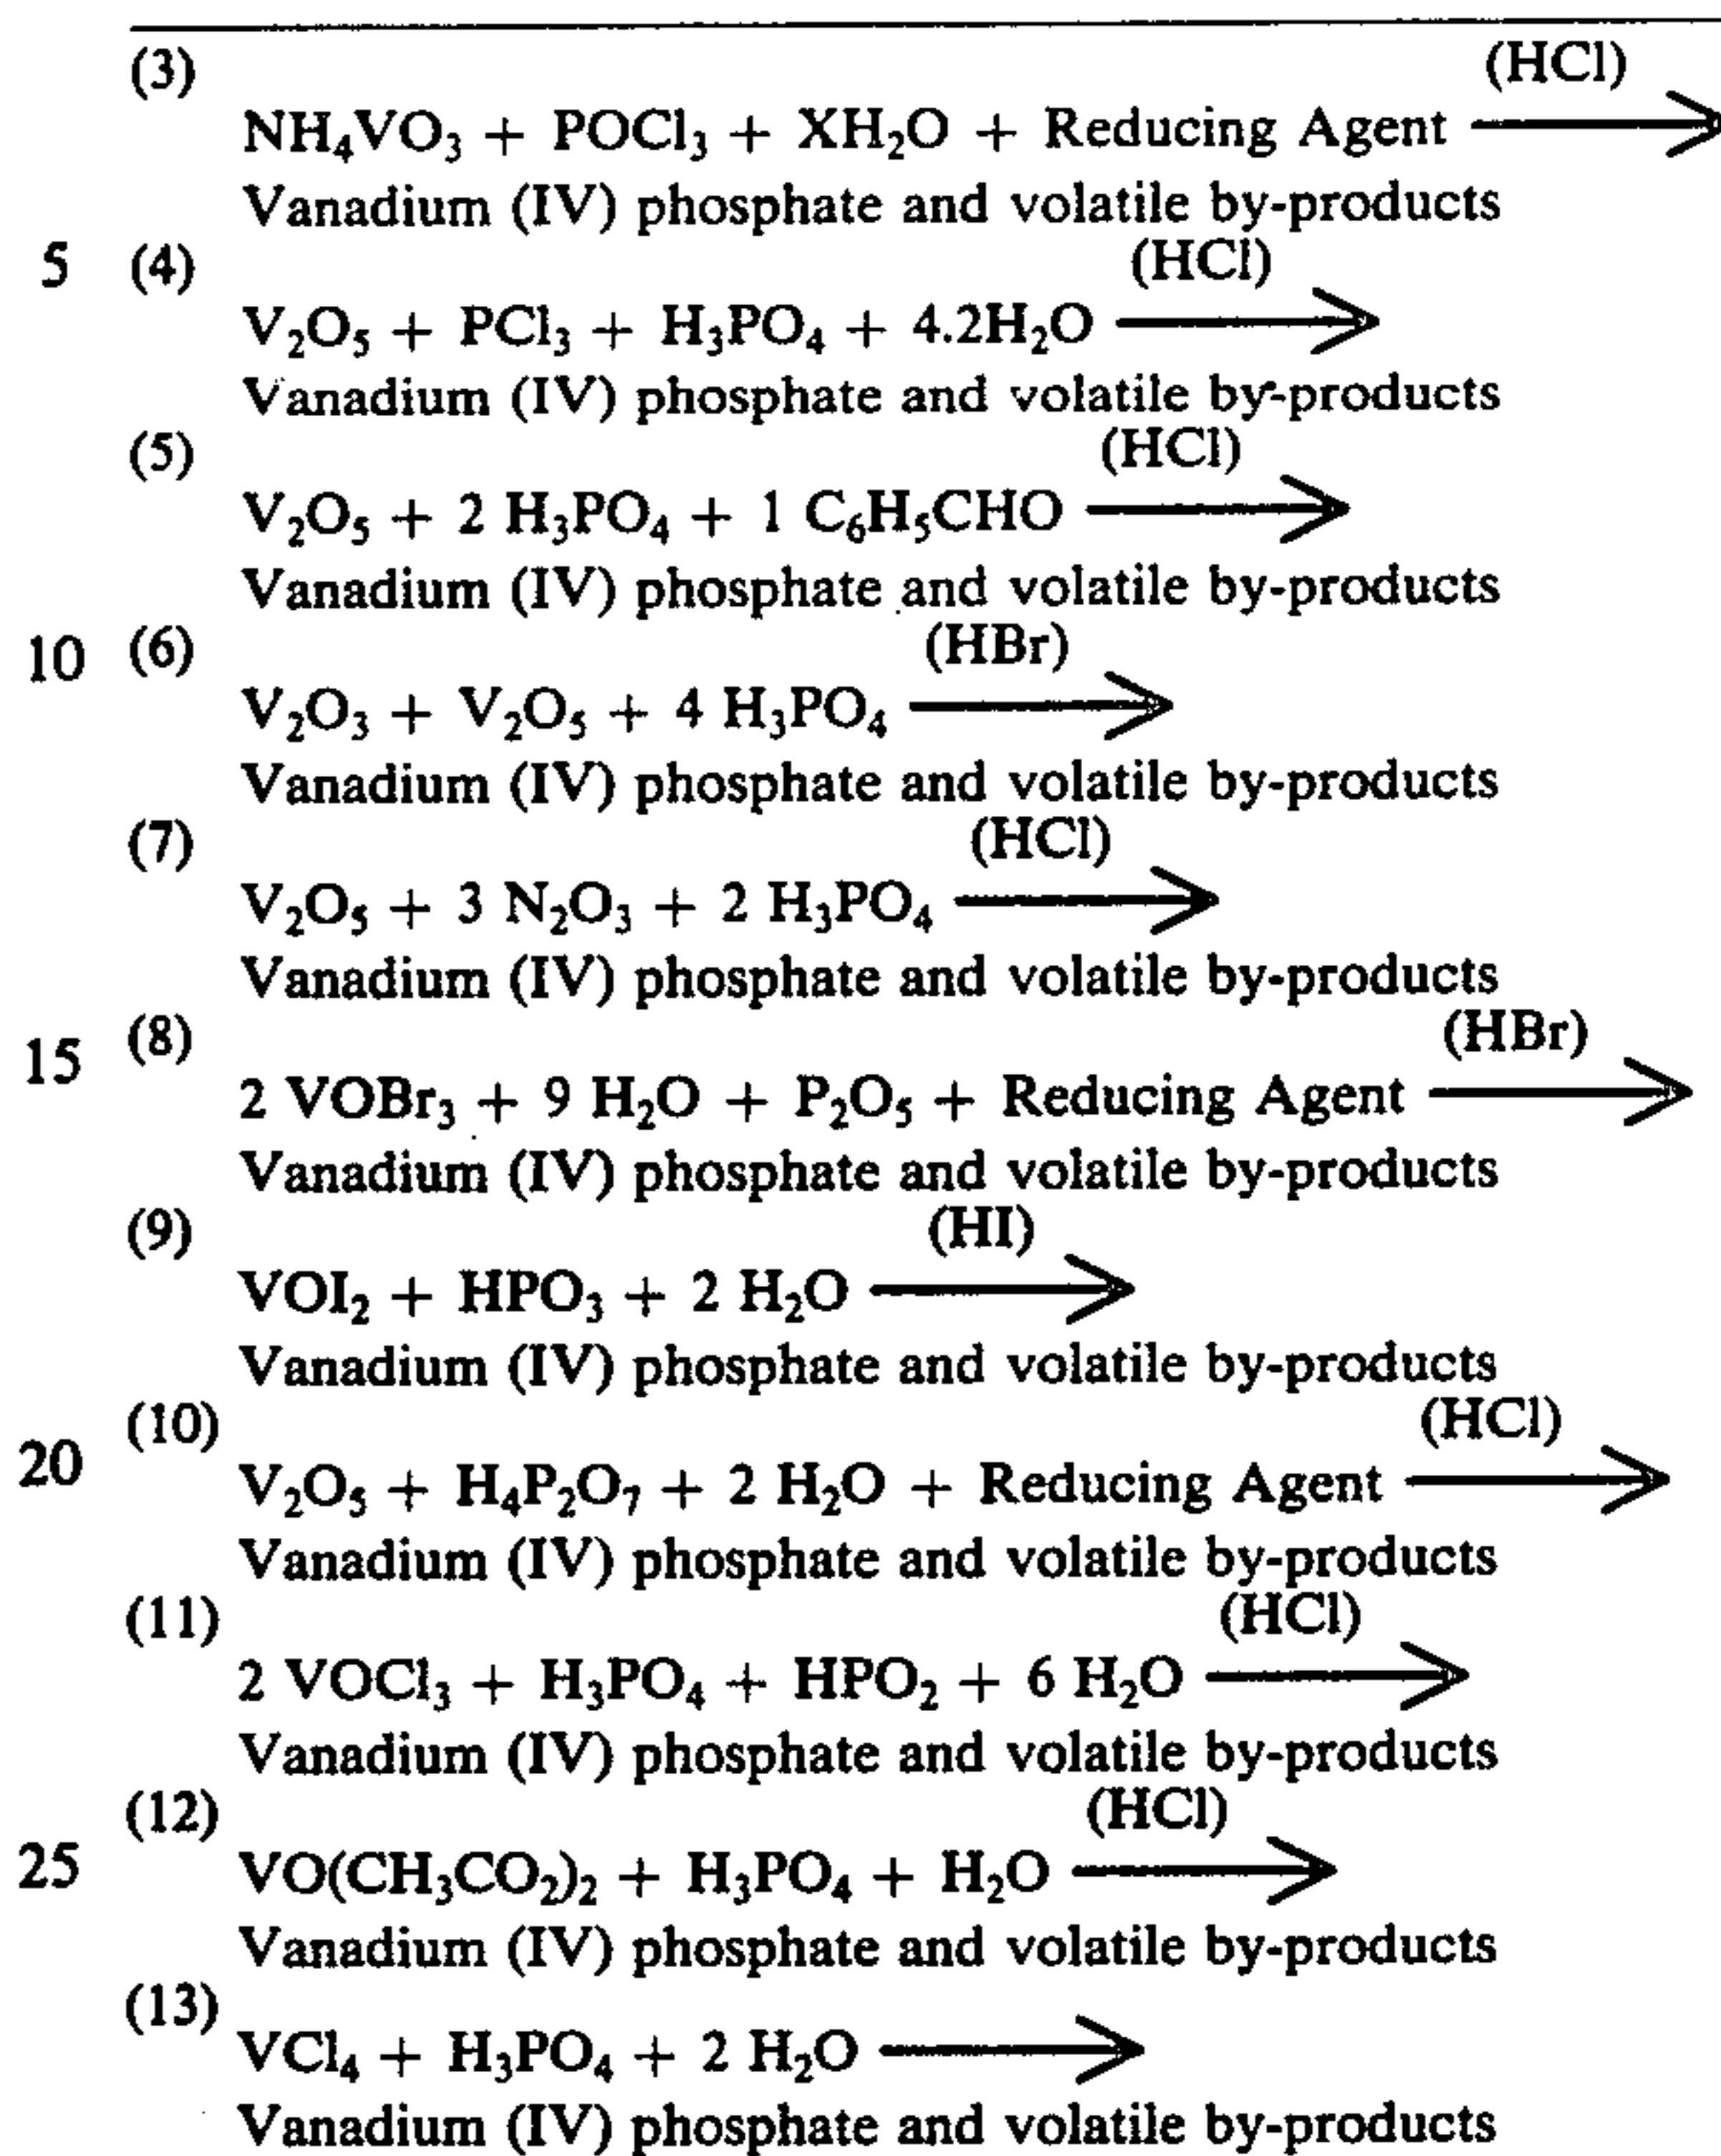 (3) (HCl)
NH₄VO₃ + POCl₃ + XH₂O + Reducing Agent ⟶
Vanadium (IV) phosphate and volatile by-products
5 (4) (HCl)
V₂O₅ + PCl₃ + H₃PO₄ + 4.2H₂O ⟶
Vanadium (IV) phosphate and volatile by-products
(5) (HCl)
V₂O₅ + 2 H₃PO₄ + 1 C₆H₅CHO ⟶
Vanadium (IV) phosphate and volatile by-products
10 (6) (HBr)
V₂O₃ + V₂O₅ + 4 H₃PO₄ ⟶
Vanadium (IV) phosphate and volatile by-products
(7) (HCl)
V₂O₅ + 3 N₂O₃ + 2 H₃PO₄ ⟶
Vanadium (IV) phosphate and volatile by-products
15 (8) (HBr)
2 VOBr₃ + 9 H₂O + P₂O₅ + Reducing Agent ⟶
Vanadium (IV) phosphate and volatile by-products
(9) (HI)
VOI₂ + HPO₃ + 2 H₂O ⟶
Vanadium (IV) phosphate and volatile by-products
20 (10) (HCl)
V₂O₅ + H₄P₂O₇ + 2 H₂O + Reducing Agent ⟶
Vanadium (IV) phosphate and volatile by-products
(11) (HCl)
2 VOCl₃ + H₃PO₄ + HPO₂ + 6 H₂O ⟶
Vanadium (IV) phosphate and volatile by-products
(12) (HCl)
25 VO(CH₃CO₂)₂ + H₃PO₄ + H₂O ⟶
Vanadium (IV) phosphate and volatile by-products
(13)
VCl₄ + H₃PO₄ + 2 H₂O ⟶
Vanadium (IV) phosphate and volatile by-products